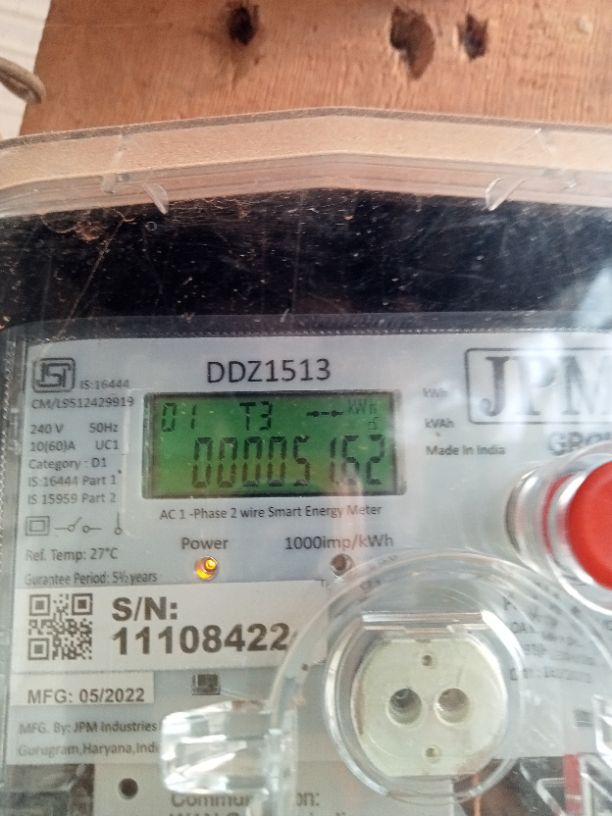 DDZ1513
IS:16444
CM/L9512429919
240 V 50Hz
10(60)A UC1
Category : D1
IS:16444 Part 1
IS 15959 Part 2
01 T3 kWh
00005162
kWh
kVAh
JPM
Made In India
AC 1 -Phase 2 wire Smart Energy Meter
Ref. Temp: 27°C
Power 1000imp/kWh
Gurantee Period: 5½ years
S/N:
11108422
MFG: 05/2022
MFG. By: JPM Industries
Gurugram,Haryana,